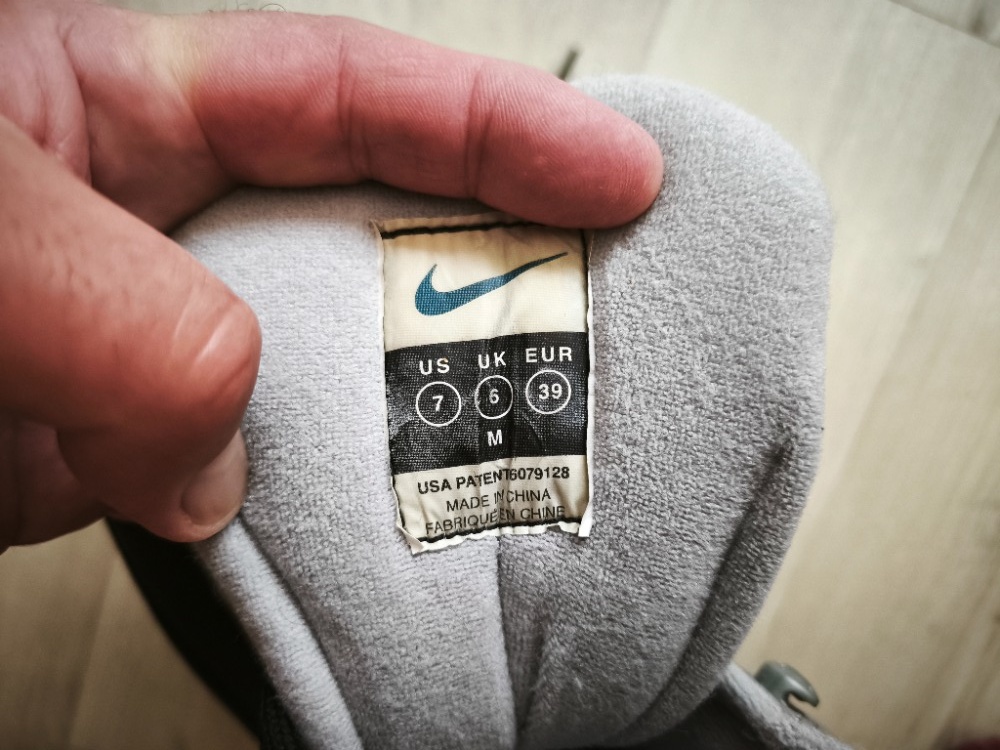 US UK EUR
7 6 39
M
USA PATENT6079128
MADE IN CHINA
FABRIQUE EN CHINE